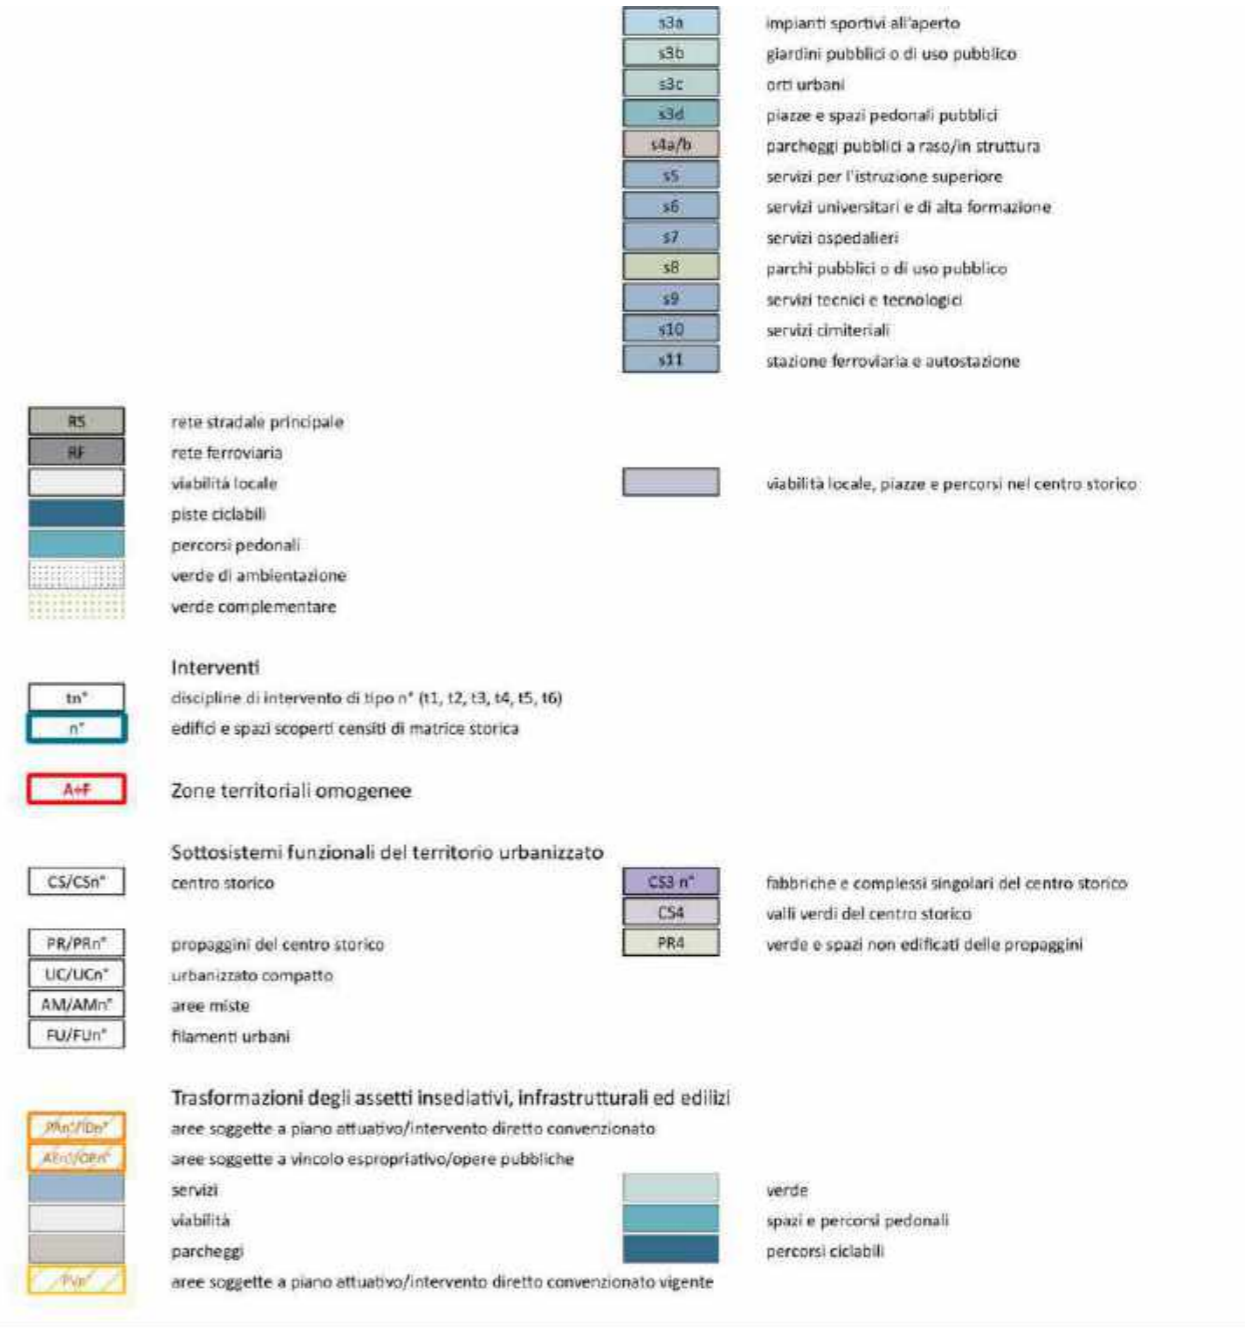 s3a impianti sportivi all'aperto
s3b giardini pubblici o di uso pubblico
s3c orti urbani
s3d piazze e spazi pedonali pubblici
s4a/b parcheggi pubblici a raso/in struttura
s5 servizi per l'istruzione superiore
s6 servizi universitari e di alta formazione
s7 servizi ospedalieri
s8 parchi pubblici o di uso pubblico
s9 servizi tecnici e tecnologici
s10 servizi cimiteriali
s11 stazione ferroviaria e autostazione
RS rete stradale principale
RF rete ferroviaria
viabilità locale viabilità locale, piazze e percorsi nel centro storico
piste ciclabili
percorsi pedonali
verde di ambientazione
verde complementare
Interventi
tn° discipline di intervento di tipo n° (t1, t2, t3, t4, t5, t6)
n° edifici e spazi scoperti censiti di matrice storica
A÷F Zone territoriali omogenee
Sottosistemi funzionali del territorio urbanizzato
CS/CSn° centro storico CS3 n° fabbriche e complessi singolari del centro storico
CS4 valli verdi del centro storico
PR/PRn° propaggini del centro storico PR4 verde e spazi non edificati delle propaggini
UC/UCn° urbanizzato compatto
AM/AMn° aree miste
FU/FUn° filamenti urbani
Trasformazioni degli assetti insediativi, infrastrutturali ed edilizi
PAn°/IDn° aree soggette a piano attuativo/intervento diretto convenzionato
AEn°/OPn° aree soggette a vincolo espropriativo/opere pubbliche
servizi verde
viabilità spazi e percorsi pedonali
parcheggi percorsi ciclabili
PVn° aree soggette a piano attuativo/intervento diretto convenzionato vigente